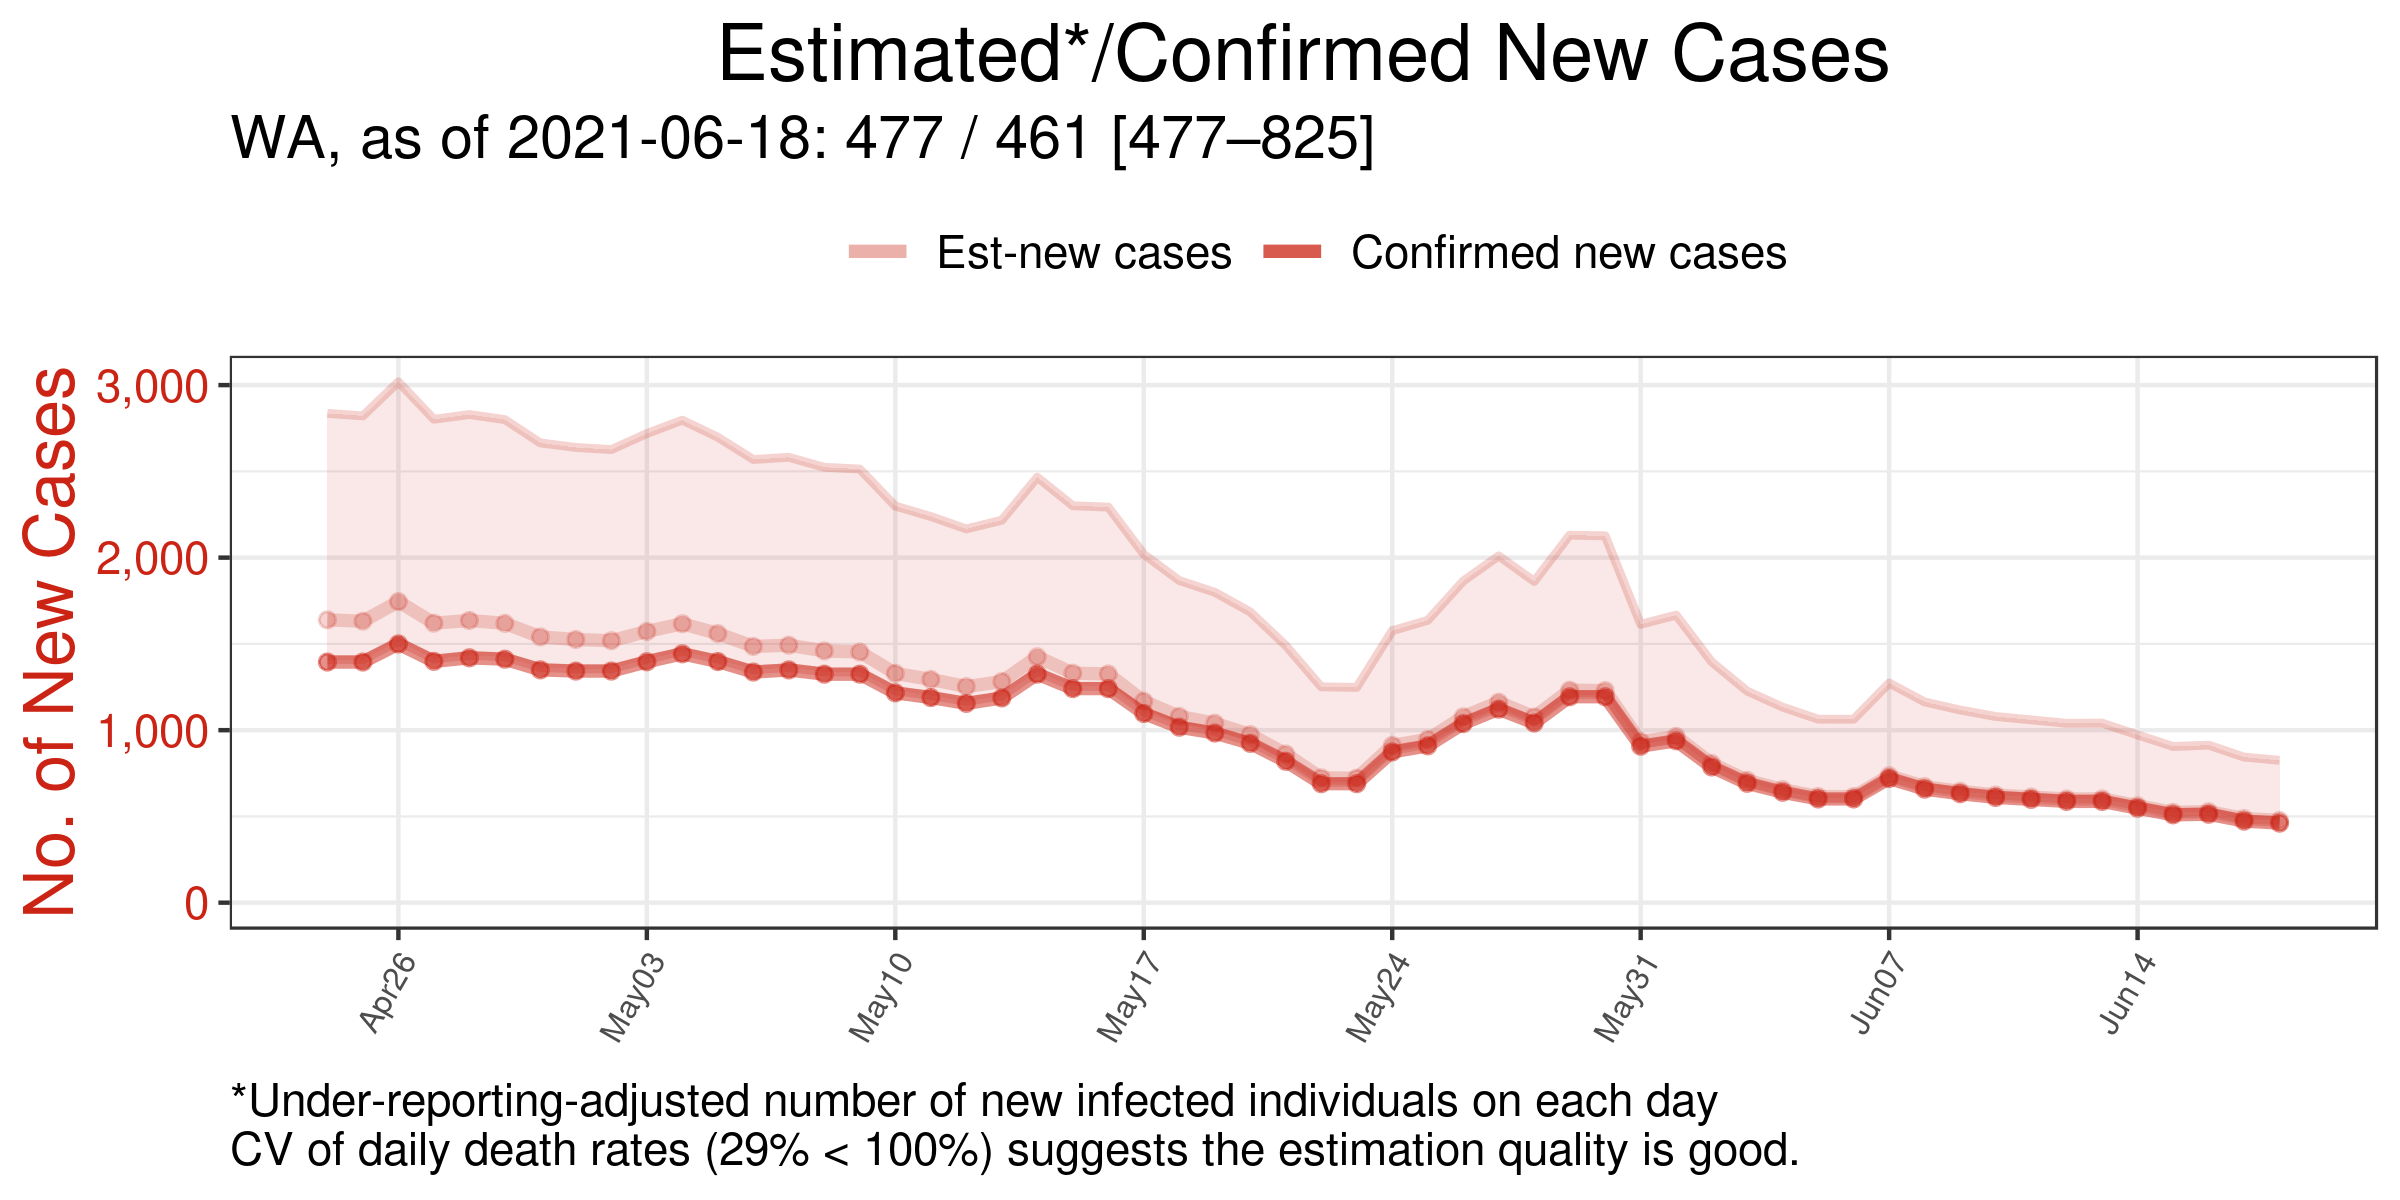 Estimated*/Confirmed New Cases
WA, as of 2021-06-18: 477 / 461 [477–825]
Est-new cases Confirmed new cases
No. of New Cases
3,000
2,000
1,000
0
Apr26 May03 May10 May17 May24 May31 Jun07 Jun14
*Under-reporting-adjusted number of new infected individuals on each day
CV of daily death rates (29% < 100%) suggests the estimation quality is good.